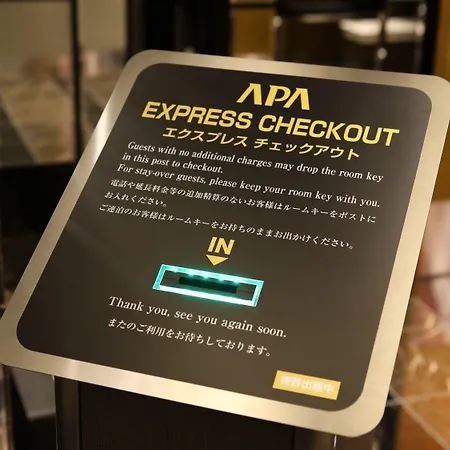 APA
EXPRESS CHECKOUT
エクスプレス チェックアウト
Guests with no additional charges may drop the room key
in this post to checkout.
For stay-over guests, please keep your room key with you.
電話や延長料金等の追加精算のないお客様はルームキーをポストに
お入れください。
ご連泊のお客様はルームキーをお持ちのままお出かけください。
IN
Thank you, see you again soon.
またのご利用をお待ちしております。
特許出願中